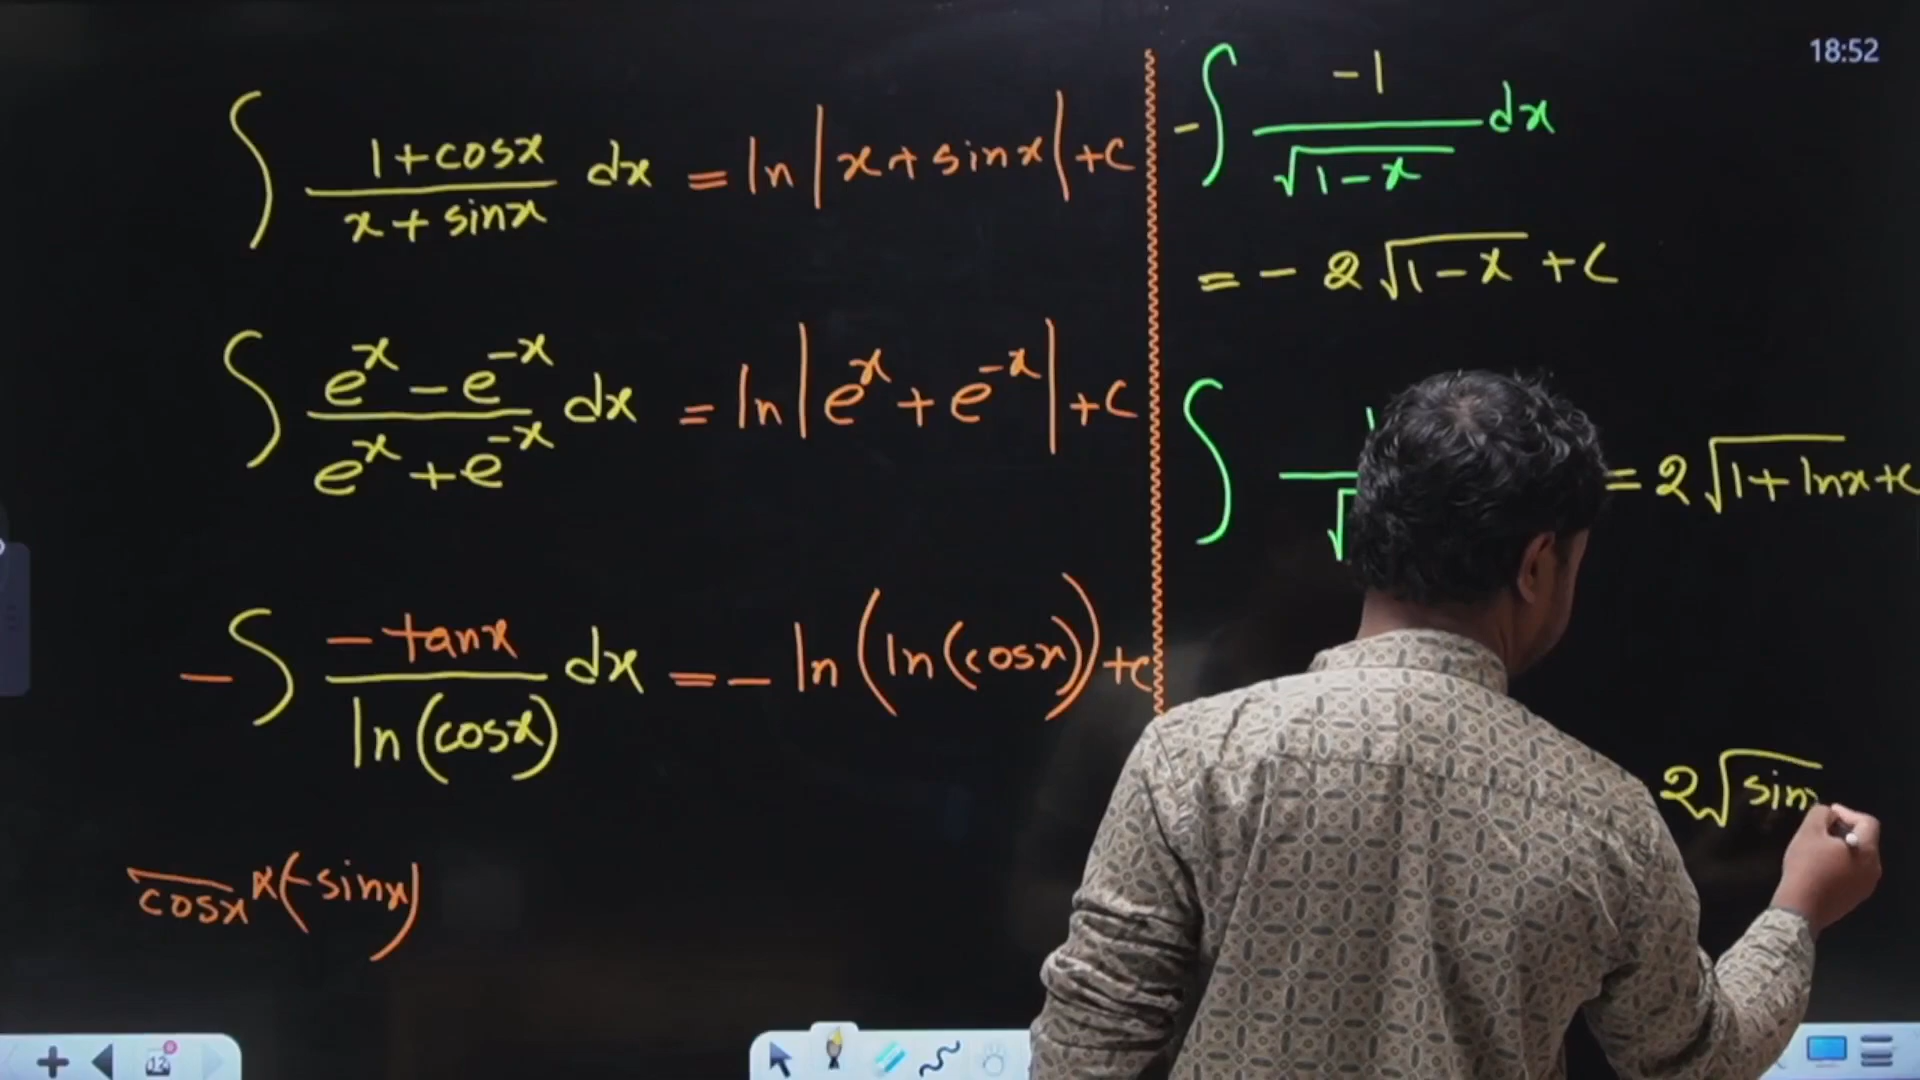 18:52
∫ (1+cosx)/(x+sinx) dx = ln|x+sinx|+c
∫ (e^x − e^-x)/(e^x + e^-x) dx = ln|e^x + e^-x|+c
-∫ (-tanx)/(ln(cosx)) dx = - ln(ln(cosx))+c
cosx x(-sinx)
-∫ (-1)/(√(1-x)) dx
= - 2√(1-x) +c
∫ = 2√(1+lnx)+c
2√sin
12